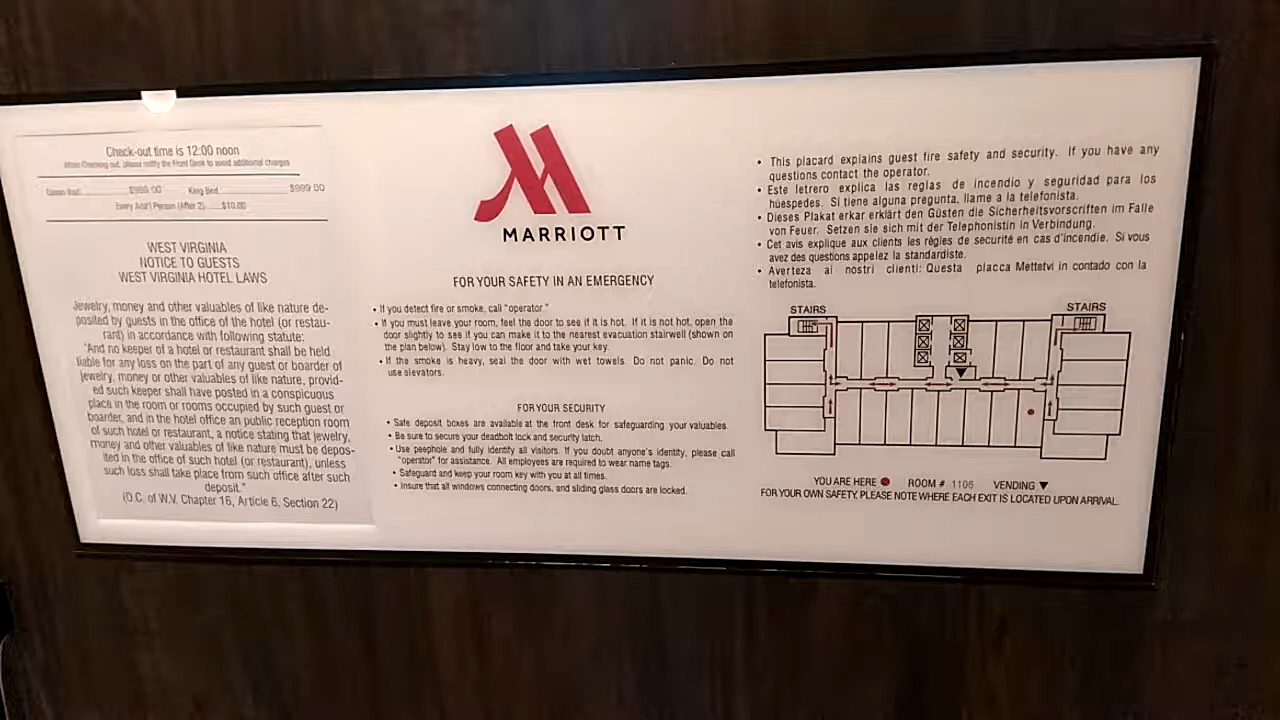 Check-out time is 12:00 noon
When Checking out, please notify the Front Desk to avoid additional charges
$999.00 King Bed $999.00
Every Add'l Person (After 2) $10.00
WEST VIRGINIA
NOTICE TO GUESTS
WEST VIRGINIA HOTEL LAWS
Jewelry, money and other valuables of like nature de-
posited by guests in the office of the hotel (or restau-
rant) in accordance with following statute:
"And no keeper of a hotel or restaurant shall be held
liable for any loss on the part of any guest or boarder of
jewelry, money or other valuables of like nature, provid-
ed such keeper shall have posted in a conspicuous
place in the room or rooms occupied by such guest or
boarder, and in the hotel office an public reception room
of such hotel or restaurant, a notice stating that jewelry,
money and other valuables of like nature must be depos-
ited in the office of such hotel (or restaurant), unless
such loss shall take place from such office after such
deposit."
(O.C. of W.V. Chapter 16, Article 6, Section 22)
MARRIOTT
FOR YOUR SAFETY IN AN EMERGENCY
• If you detect fire or smoke, call "operator."
• If you must leave your room, feel the door to see if it is hot. If it is not hot, open the
door slightly to see if you can make it to the nearest evacuation stairwell (shown on
the plan below). Stay low to the floor and take your key.
• If the smoke is heavy, seal the door with wet towels. Do not panic. Do not
use elevators.
FOR YOUR SECURITY
• Safe deposit boxes are available at the front desk for safeguarding your valuables.
• Be sure to secure your deadbolt lock and security latch.
• Use peephole and fully identify all visitors. If you doubt anyone's identity, please call
"operator" for assistance. All employees are required to wear name tags.
• Safeguard and keep your room key with you at all times.
• Insure that all windows connecting doors, and sliding glass doors are locked.
• This placard explains guest fire safety and security. If you have any
questions contact the operator.
• Este letrero explica las reglas de incendio y seguridad para los
húespedes. Si tiene alguna pregunta, llame a la telefonista.
• Dieses Plakat erkar erklärt den Güsten die Sicherheitsvorschriften im Falle
von Feuer. Setzen sie sich mit der Telephonistin in Verbindung.
• Cet avis explique aux clients les règles de securité en cas d'incendie. Si vous
avez des questions appelez la standardiste.
• Averteza ai nostri clienti: Questa placca Mettetvi in contado con la
telefonista.
STAIRS STAIRS
YOU ARE HERE ROOM # 1106 VENDING
FOR YOUR OWN SAFETY, PLEASE NOTE WHERE EACH EXIT IS LOCATED UPON ARRIVAL.